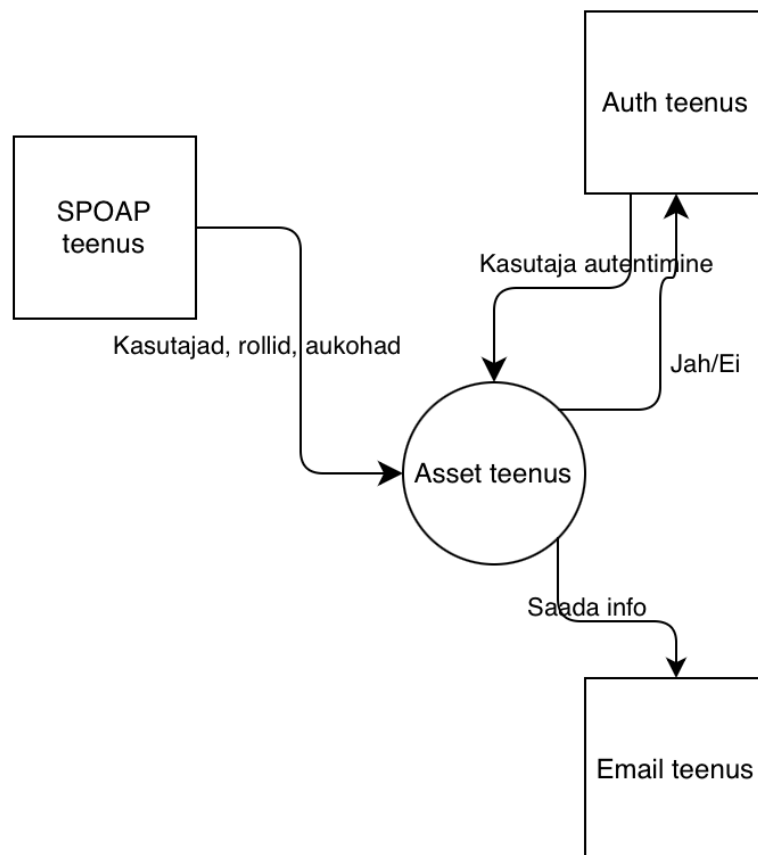 Auth teenus
SPOAP
teenus
Kasutaja autentimine
Kasutajad, rollid, aukohad
Jah/Ei
Asset teenus
Saada info
Email teenus